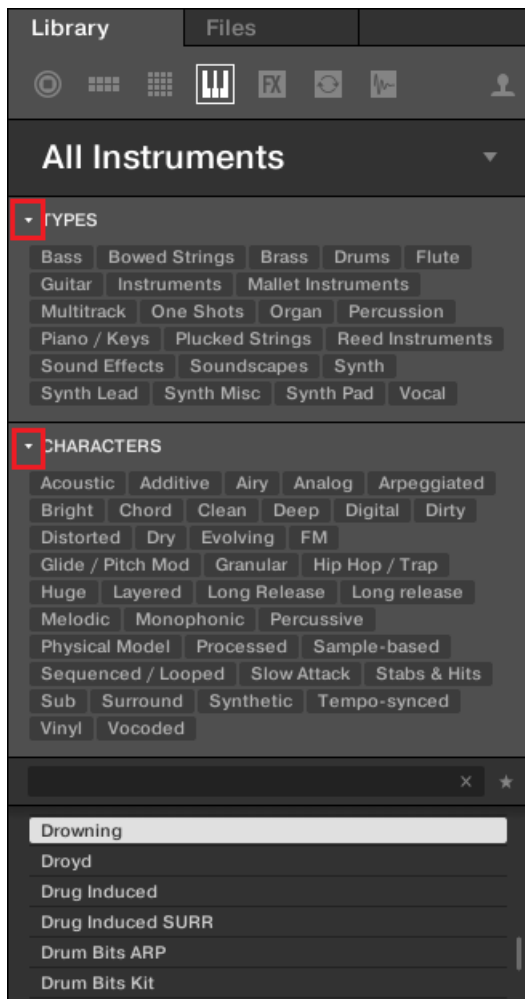 Library Files
FX
All Instruments
TYPES
Bass Bowed Strings Brass Drums Flute
Guitar Instruments Mallet Instruments
Multitrack One Shots Organ Percussion
Piano / Keys Plucked Strings Reed Instruments
Sound Effects Soundscapes Synth
Synth Lead Synth Misc Synth Pad Vocal
CHARACTERS
Acoustic Additive Airy Analog Arpeggiated
Bright Chord Clean Deep Digital Dirty
Distorted Dry Evolving FM
Glide / Pitch Mod Granular Hip Hop / Trap
Huge Layered Long Release Long release
Melodic Monophonic Percussive
Physical Model Processed Sample-based
Sequenced / Looped Slow Attack Stabs & Hits
Sub Surround Synthetic Tempo-synced
Vinyl Vocoded
Drowning
Droyd
Drug Induced
Drug Induced SURR
Drum Bits ARP
Drum Bits Kit